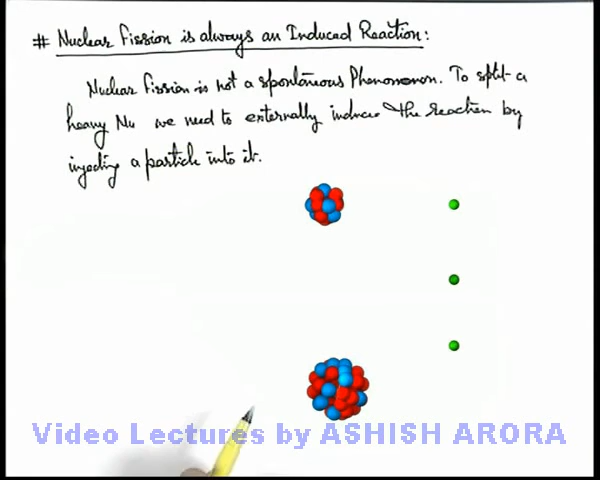 # Nuclear Fission is always an Induced Reaction:
Nuclear Fission is not a spontaneous Phenomenon. To split a
heavy Nu we need to externally induce the reaction by
injecting a particle into it.
Video Lectures by ASHISH ARORA